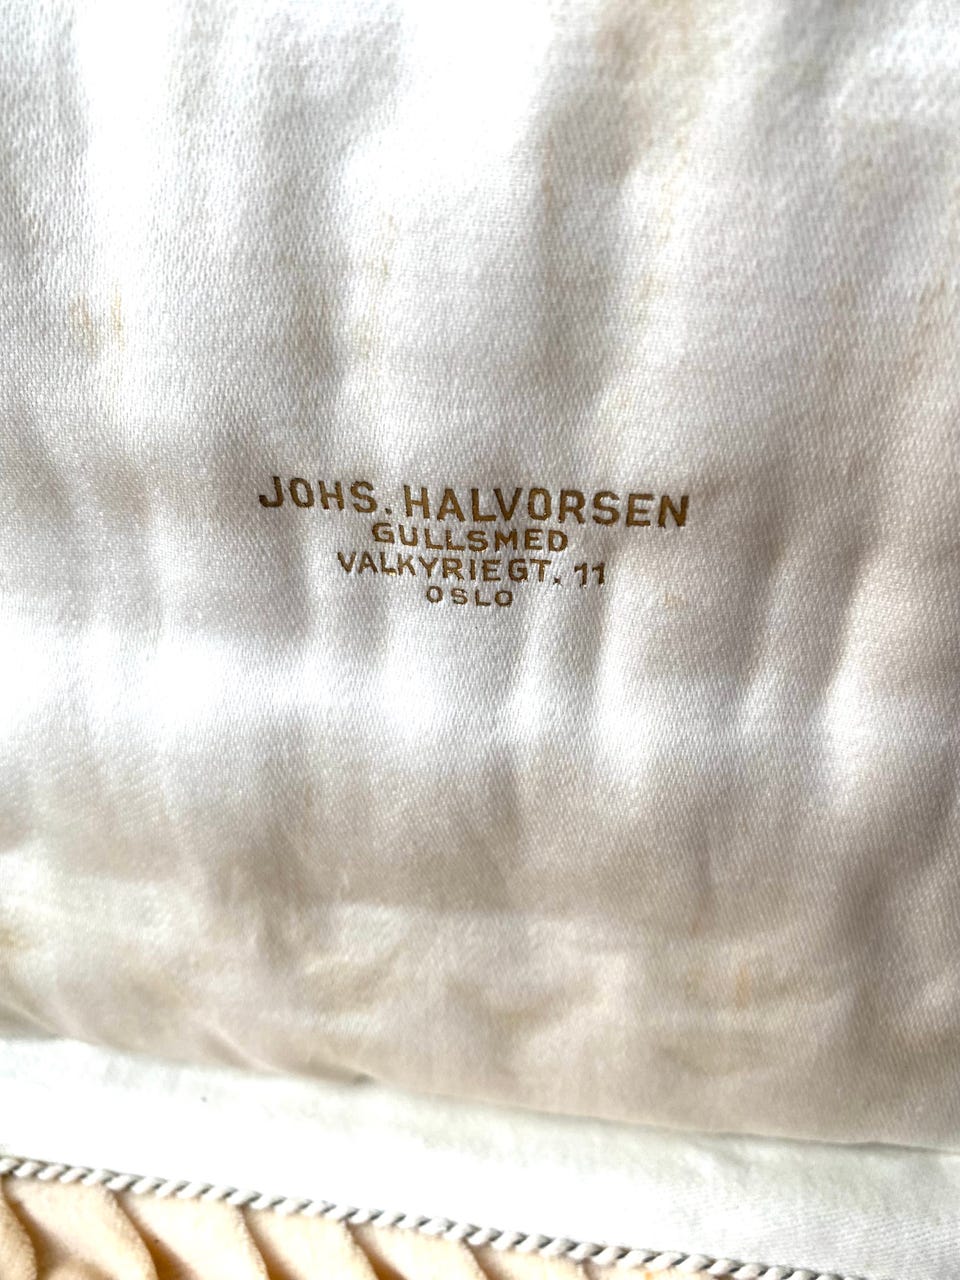 JOHS. HALVORSEN
GULLSMED
VALKYRIEGT. 11
OSLO